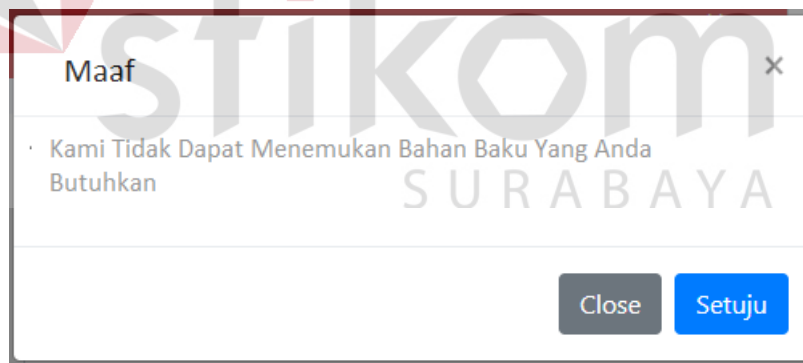 stikom
SURABAYA
Maaf
×
Kami Tidak Dapat Menemukan Bahan Baku Yang Anda
Butuhkan
Close
Setuju